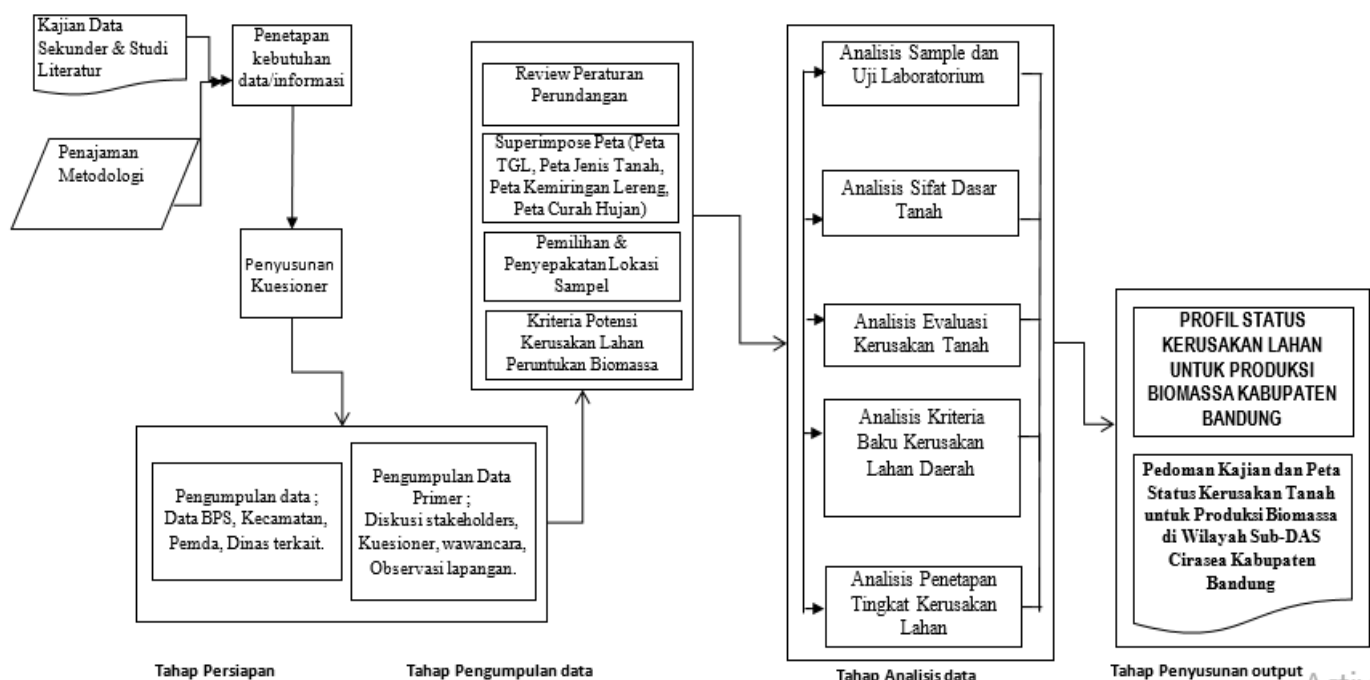 Kajian Data
Sekunder & Studi
Literatur
Penetapan
kebutuhan
data/informasi
Penajaman
Metodologi
Penyusunan
Kuesioner
Pengumpulan data ;
Data BPS, Kecamatan,
Pemda, Dinas terkait.
Pengumpulan Data
Primer ;
Diskusi stakeholders,
Kuesioner, wawancara,
Observasi lapangan.
Review Peraturan
Perundangan
Superimpose Peta (Peta
TGL, Peta Jenis Tanah,
Peta Kemiringan Lereng,
Peta Curah Hujan)
Pemilihan &
Penyepakatan Lokasi
Sampel
Kriteria Potensi
Kerusakan Lahan
Peruntukan Biomassa
Analisis Sample dan
Uji Laboratorium
Analisis Sifat Dasar
Tanah
Analisis Evaluasi
Kerusakan Tanah
Analisis Kriteria
Baku Kerusakan
Lahan Daerah
Analisis Penetapan
Tingkat Kerusakan
Lahan
PROFIL STATUS
KERUSAKAN LAHAN
UNTUK PRODUKSI
BIOMASSA KABUPATEN
BANDUNG
Pedoman Kajian dan Peta
Status Kerusakan Tanah
untuk Produksi Biomassa
di Wilayah Sub-DAS
Cirasea Kabupaten
Bandung
Tahap Persiapan
Tahap Pengumpulan data
Tahap Analisis data
Tahap Penyusunan output